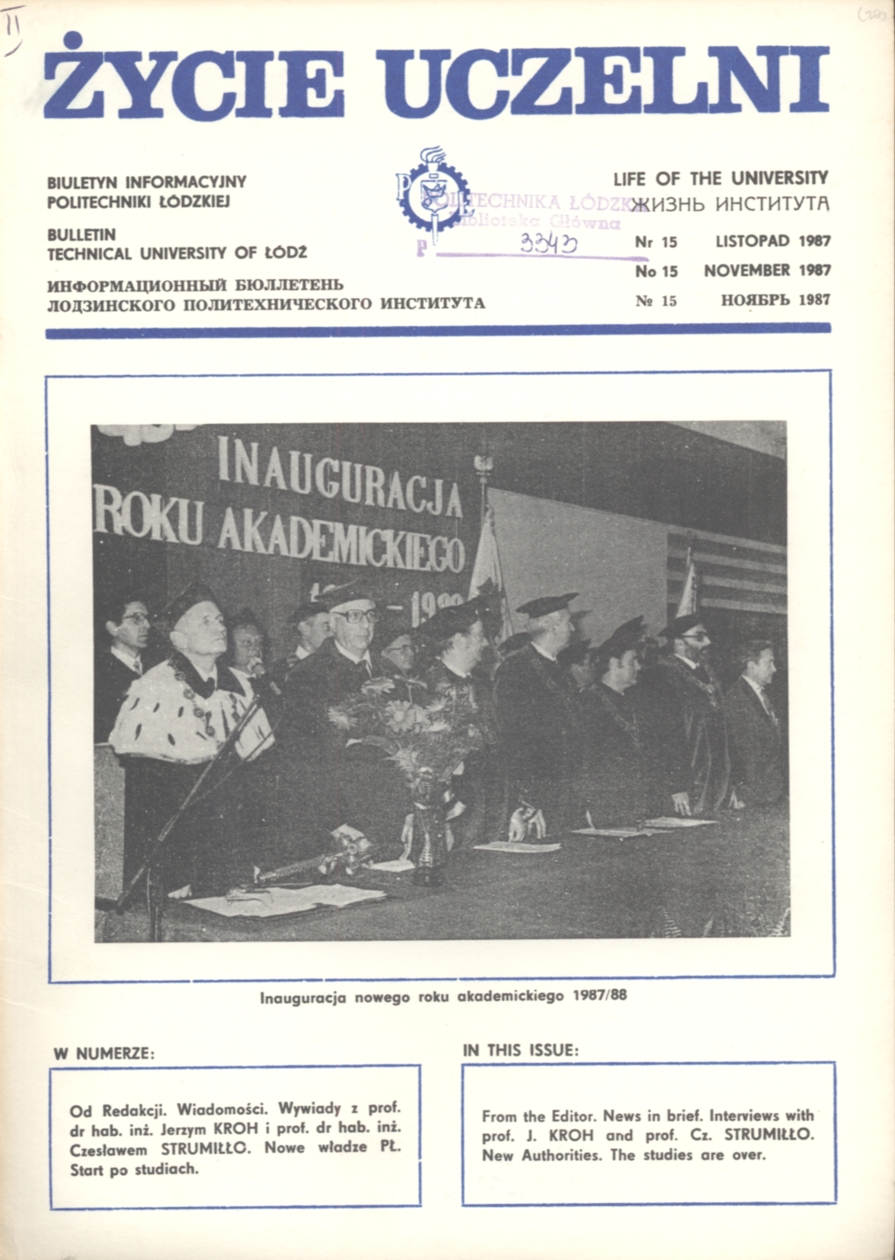 II
ŻYCIE UCZELNI
BIULETYN INFORMACYJNY
POLITECHNIKI ŁÓDZKIEJ
BULLETIN
TECHNICAL UNIVERSITY OF ŁÓDŹ
ИНФОРМАЦИОННЫЙ БЮЛЛЕТЕНЬ
ЛОДЗИНСКОГО ПОЛИТЕХНИЧЕСКОГО ИНСТИТУТА
P Ł
POLITECHNIKA ŁÓDZKA
Biblioteka Główna
P 3343
LIFE OF THE UNIVERSITY
ЖИЗНЬ ИНСТИТУТА
Nr 15 LISTOPAD 1987
No 15 NOVEMBER 1987
№ 15 НОЯБРЬ 1987
INAUGURACJA
ROKU AKADEMICKIEGO
Inauguracja nowego roku akademickiego 1987/88
W NUMERZE:
Od Redakcji. Wiadomości. Wywiady z prof.
dr hab. inż. Jerzym KROH i prof. dr hab. inż.
Czesławem STRUMIŁŁO. Nowe władze PŁ.
Start po studiach.
IN THIS ISSUE:
From the Editor. News in brief. Interviews with
prof. J. KROH and prof. Cz. STRUMIŁŁO.
New Authorities. The studies are over.